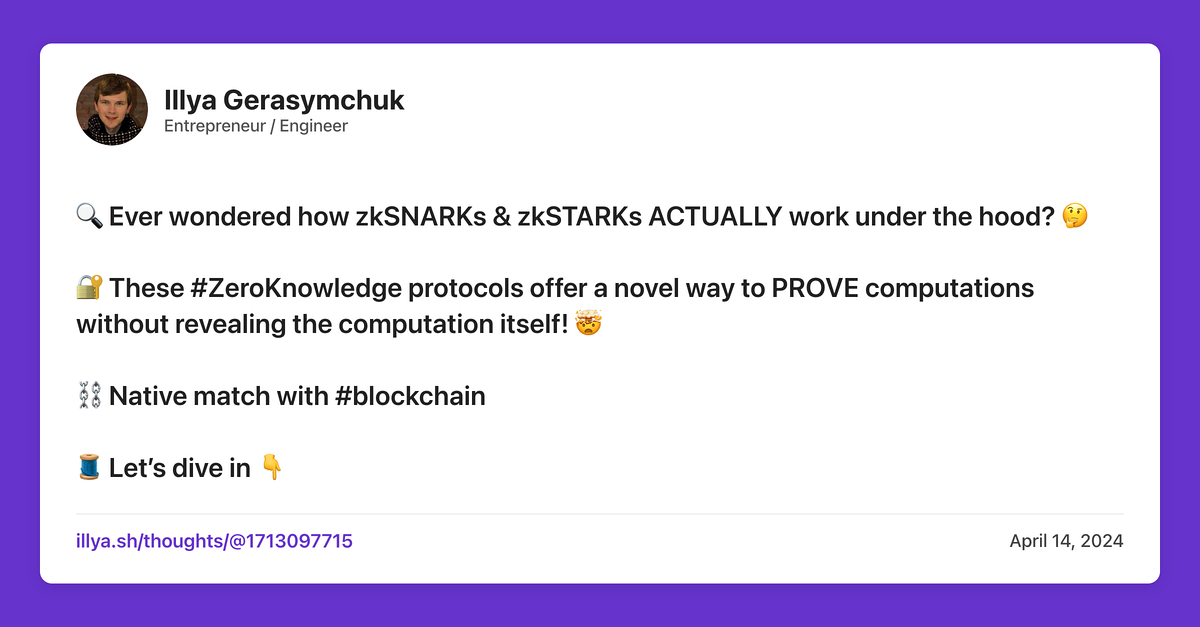 Illya Gerasymchuk
Entrepreneur / Engineer
🔍 Ever wondered how zkSNARKs & zkSTARKs ACTUALLY work under the hood? 🤔
🔐 These #ZeroKnowledge protocols offer a novel way to PROVE computations
without revealing the computation itself! 🤯
⛓️ Native match with #blockchain
🧵 Let’s dive in 👇
illya.sh/thoughts/@1713097715
April 14, 2024